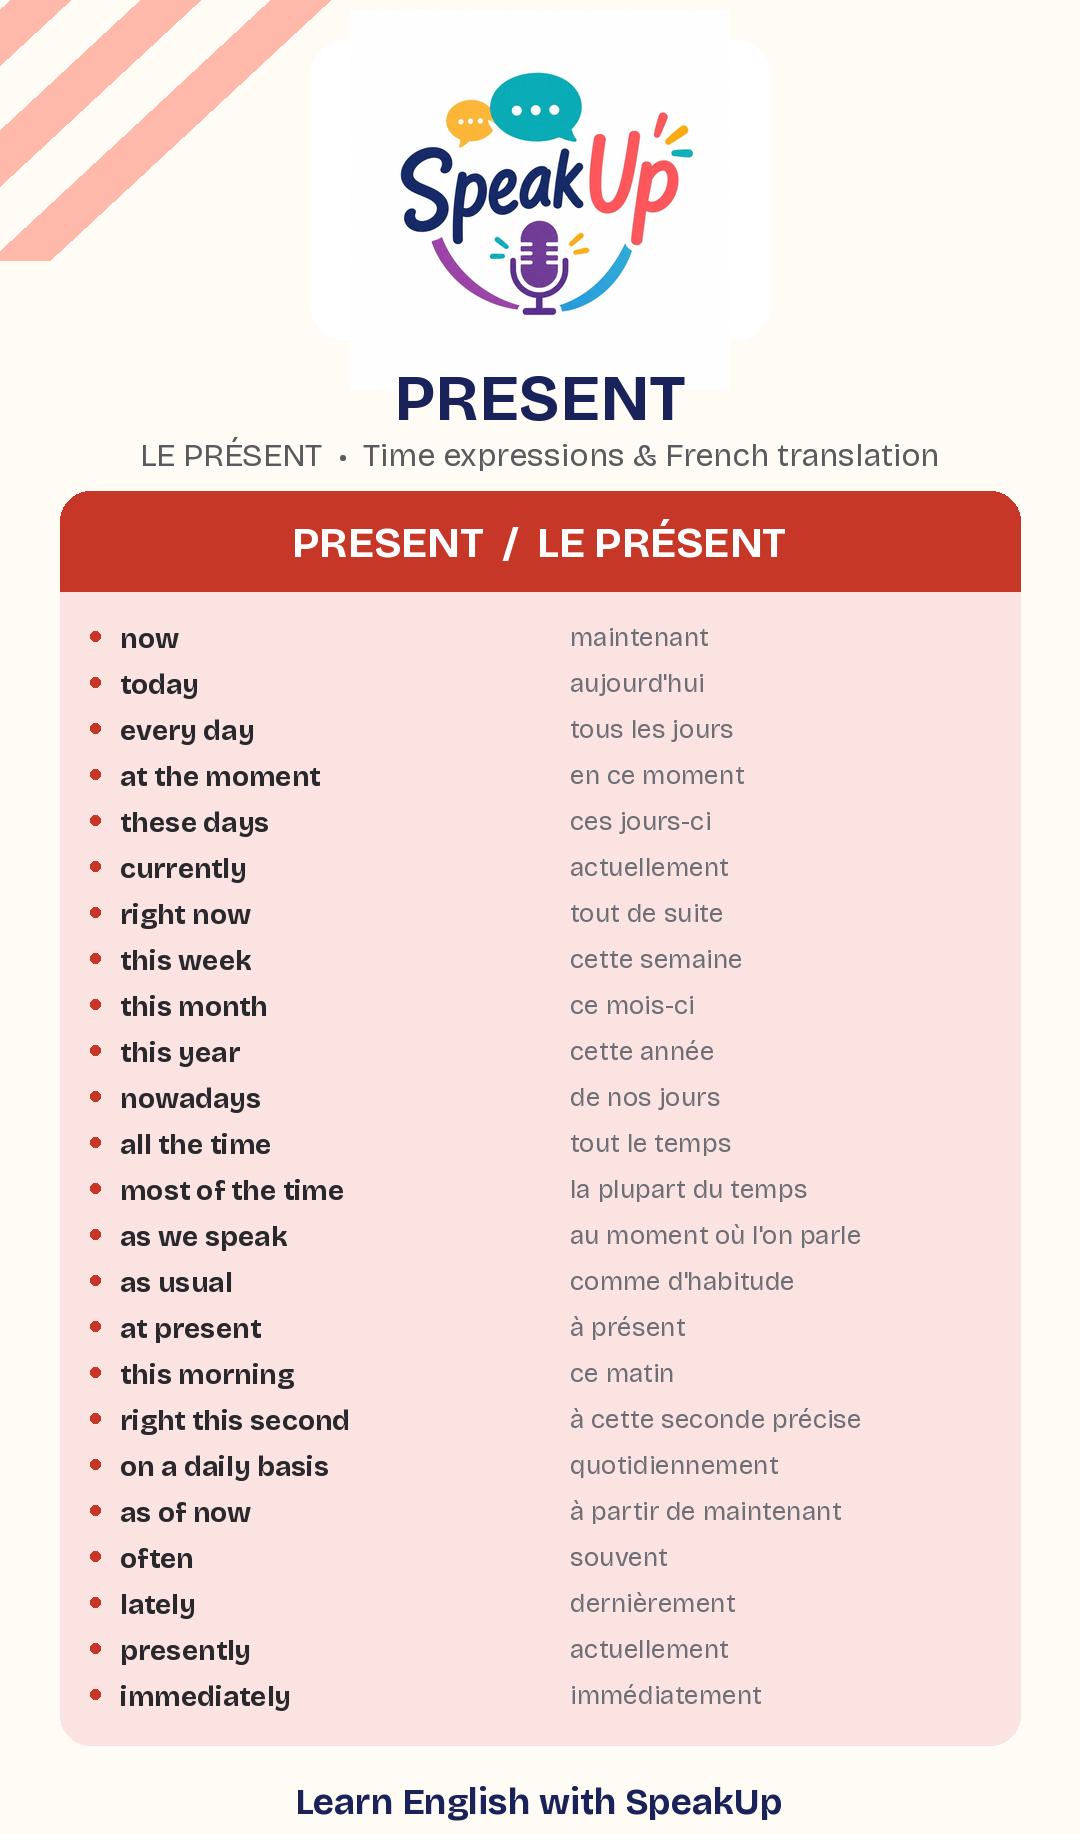 SpeakUp
PRESENT
LE PRÉSENT • Time expressions & French translation
PRESENT / LE PRÉSENT
• now maintenant
• today aujourd'hui
• every day tous les jours
• at the moment en ce moment
• these days ces jours-ci
• currently actuellement
• right now tout de suite
• this week cette semaine
• this month ce mois-ci
• this year cette année
• nowadays de nos jours
• all the time tout le temps
• most of the time la plupart du temps
• as we speak au moment où l'on parle
• as usual comme d'habitude
• at present à présent
• this morning ce matin
• right this second à cette seconde précise
• on a daily basis quotidiennement
• as of now à partir de maintenant
• often souvent
• lately dernièrement
• presently actuellement
• immediately immédiatement
Learn English with SpeakUp